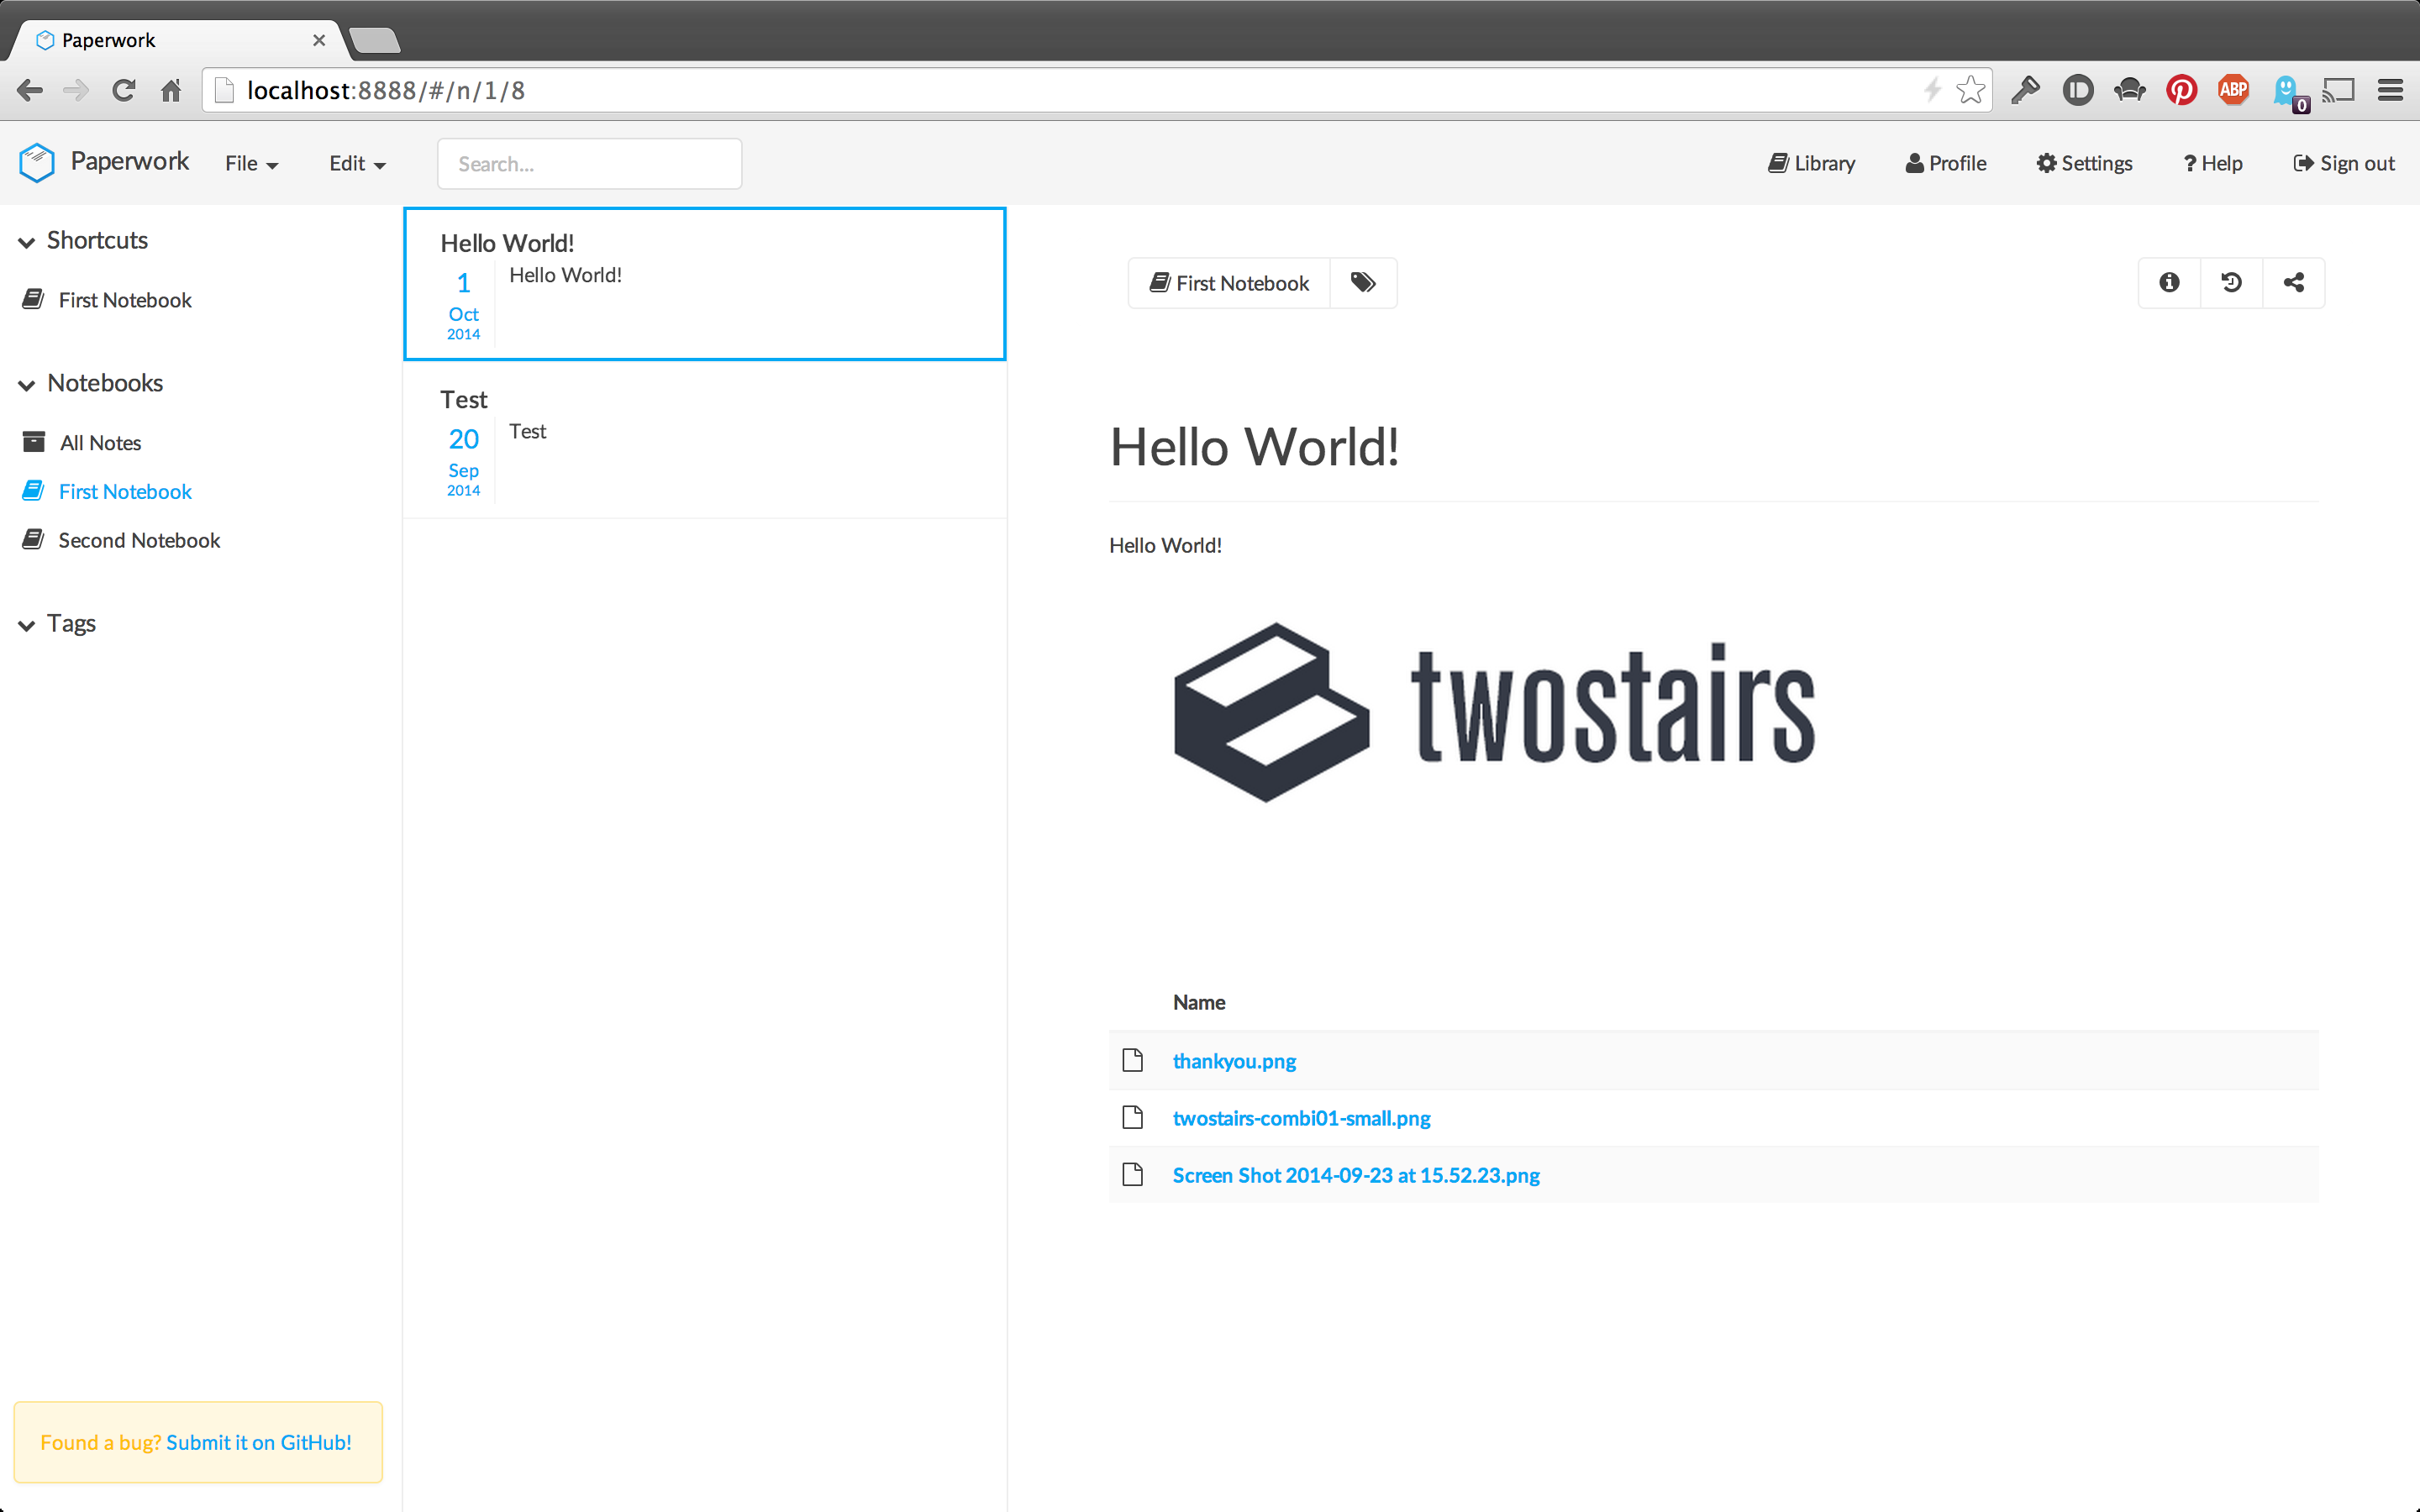 Paperwork
localhost:8888/#/n/1/8
ABP
0
Paperwork File Edit Search... Library Profile Settings ? Help Sign out
Shortcuts
First Notebook
Notebooks
All Notes
First Notebook
Second Notebook
Tags
Found a bug? Submit it on GitHub!
Hello World!
1
Oct
2014
Hello World!
Test
20
Sep
2014
Test
First Notebook
Hello World!
Hello World!
twostairs
Name
thankyou.png
twostairs-combi01-small.png
Screen Shot 2014-09-23 at 15.52.23.png